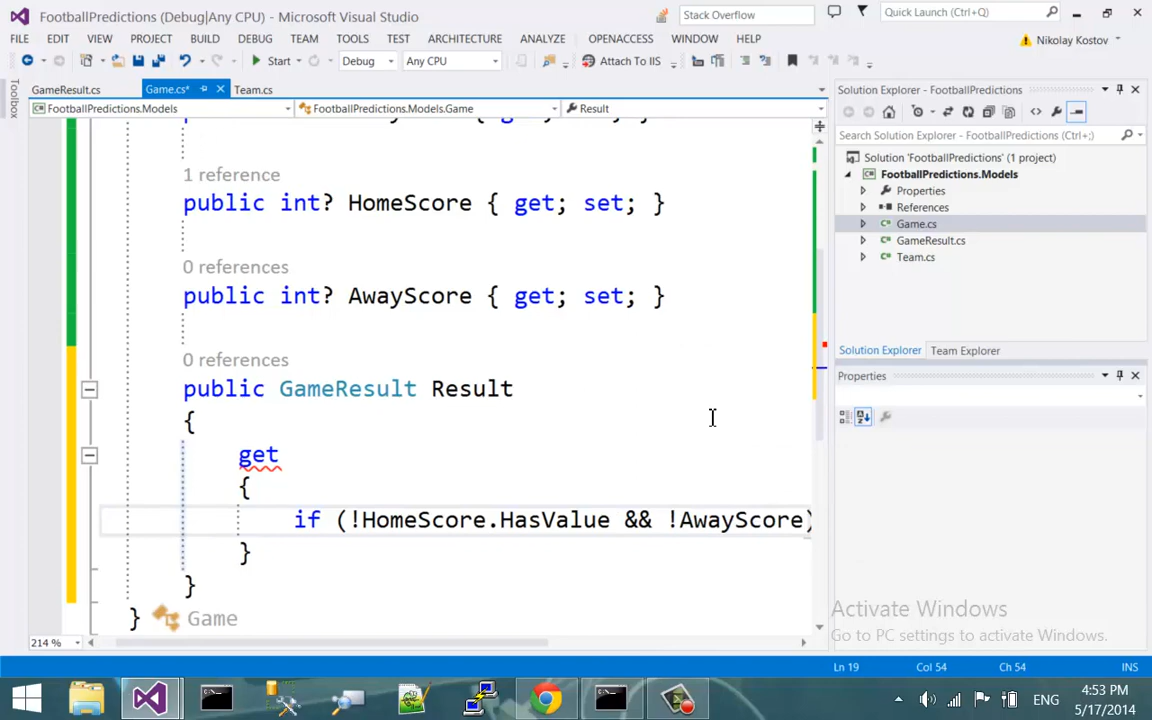 FootballPredictions (Debug|Any CPU) - Microsoft Visual Studio
Stack Overflow
Quick Launch (Ctrl+Q)
FILE EDIT VIEW PROJECT BUILD DEBUG TEAM TOOLS TEST ARCHITECTURE ANALYZE OPENACCESS WINDOW HELP
Nikolay Kostov
Start Debug Any CPU Attach To IIS
Toolbox
GameResult.cs Game.cs* Team.cs
FootballPredictions.Models FootballPredictions.Models.Game Result
1 reference
public int? HomeScore { get; set; }
0 references
public int? AwayScore { get; set; }
0 references
public GameResult Result
{
get
{
if (!HomeScore.HasValue && !AwayScore)
}
}
} Game
214 %
Solution Explorer - FootballPredictions
Search Solution Explorer - FootballPredictions (Ctrl+;)
Solution 'FootballPredictions' (1 project)
FootballPredictions.Models
Properties
References
Game.cs
GameResult.cs
Team.cs
Solution Explorer Team Explorer
Properties
Activate Windows
Go to PC settings to activate Windows.
Ln 19 Col 54 Ch 54 INS
ENG
4:53 PM
5/17/2014